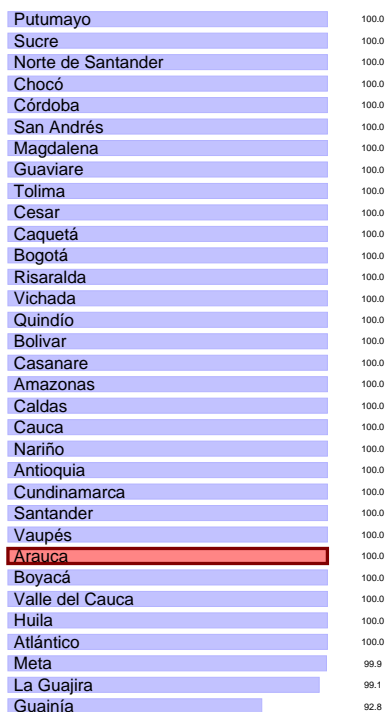 Putumayo 100.0
Sucre 100.0
Norte de Santander 100.0
Chocó 100.0
Córdoba 100.0
San Andrés 100.0
Magdalena 100.0
Guaviare 100.0
Tolima 100.0
Cesar 100.0
Caquetá 100.0
Bogotá 100.0
Risaralda 100.0
Vichada 100.0
Quindío 100.0
Bolivar 100.0
Casanare 100.0
Amazonas 100.0
Caldas 100.0
Cauca 100.0
Nariño 100.0
Antioquia 100.0
Cundinamarca 100.0
Santander 100.0
Vaupés 100.0
Arauca 100.0
Boyacá 100.0
Valle del Cauca 100.0
Huila 100.0
Atlántico 100.0
Meta 99.9
La Guajira 99.1
Guainía 92.8